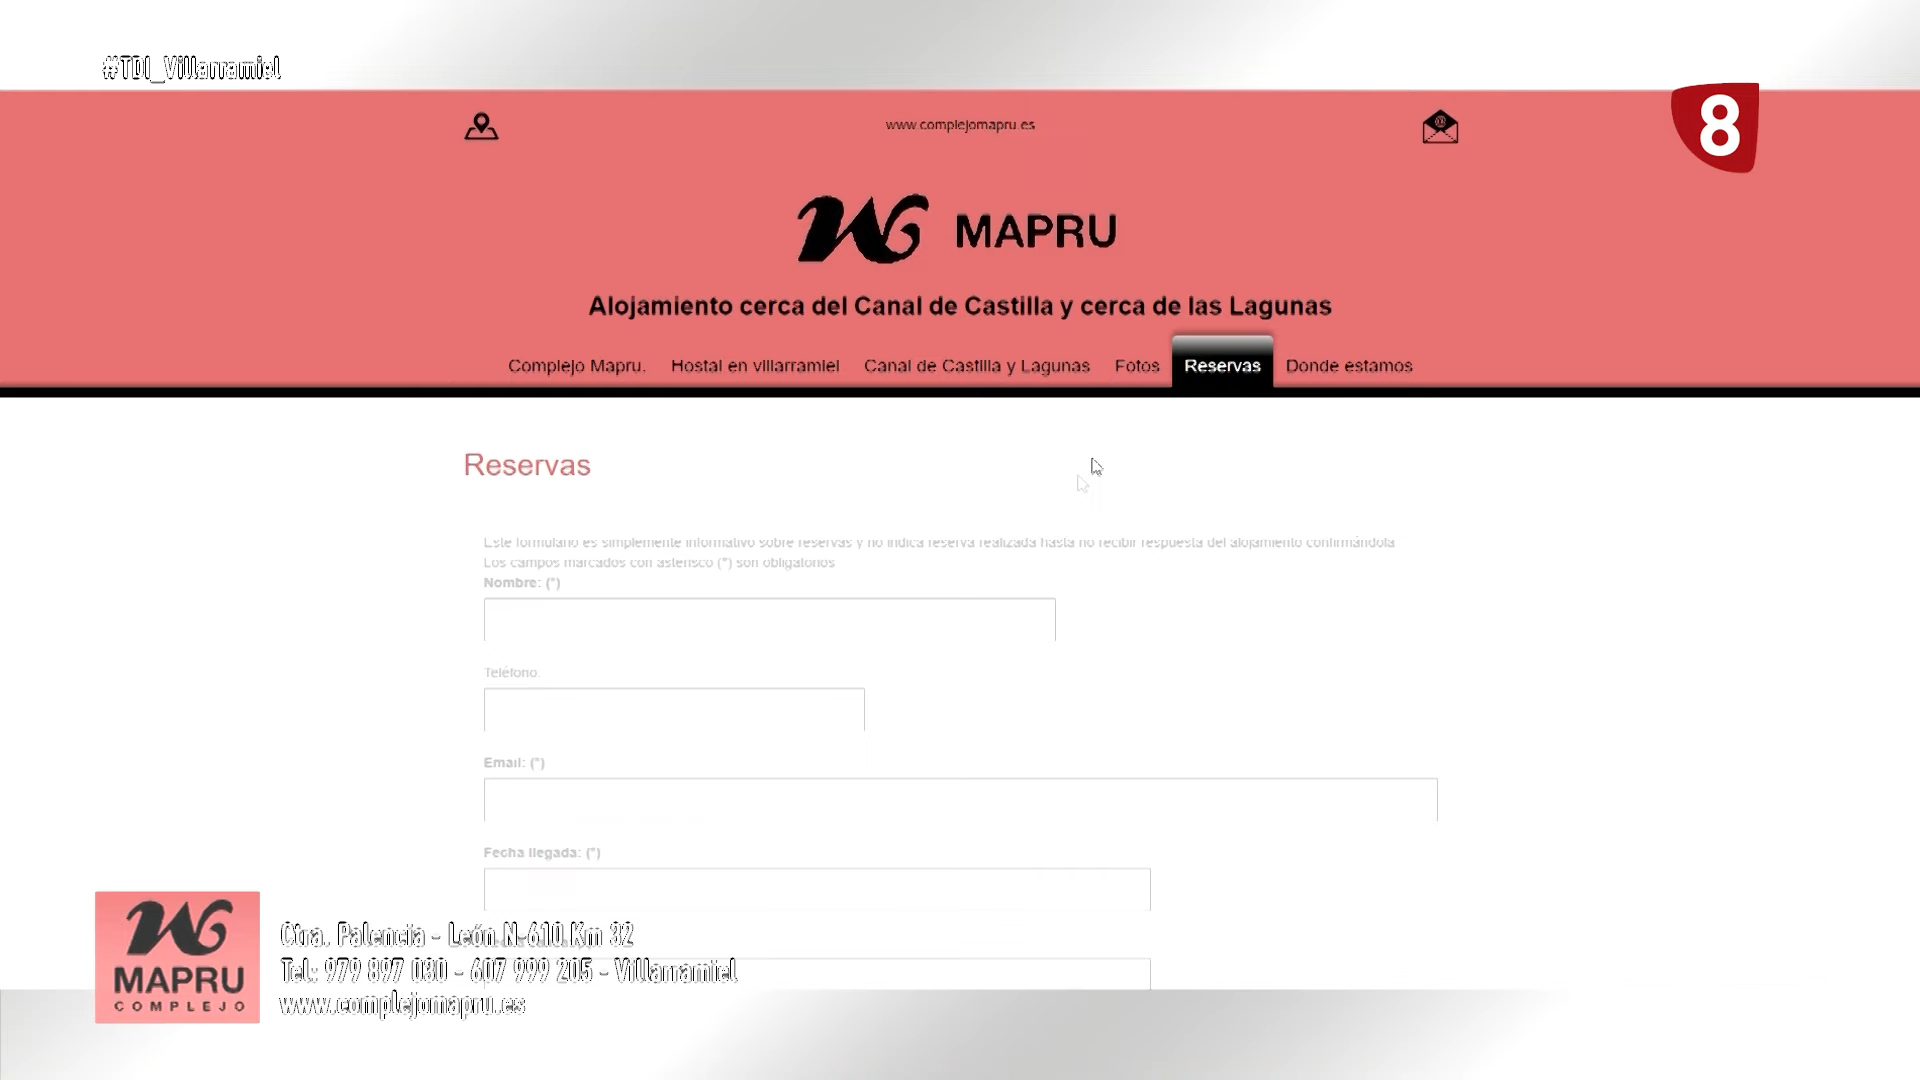 #TDI_Villarramiel
www.complejomapru.es
8
MAPRU
Alojamiento cerca del Canal de Castilla y cerca de las Lagunas
Complejo Mapru. Hostal en villarramiel Canal de Castilla y Lagunas Fotos Reservas Donde estamos
Reservas
Este formulario es simplemente informativo sobre reservas y no indica reserva realizada hasta no recibir respuesta del alojamiento confirmándola
Los campos marcados con asterisco (*) son obligatorios
Nombre: (*)
Teléfono:
Email: (*)
Fecha llegada: (*)
MAPRU
COMPLEJO
Ctra. Palencia - León N-610 Km 32
Tel.: 979 897 030 - 607 999 205 - Villarramiel
www.complejomapru.es